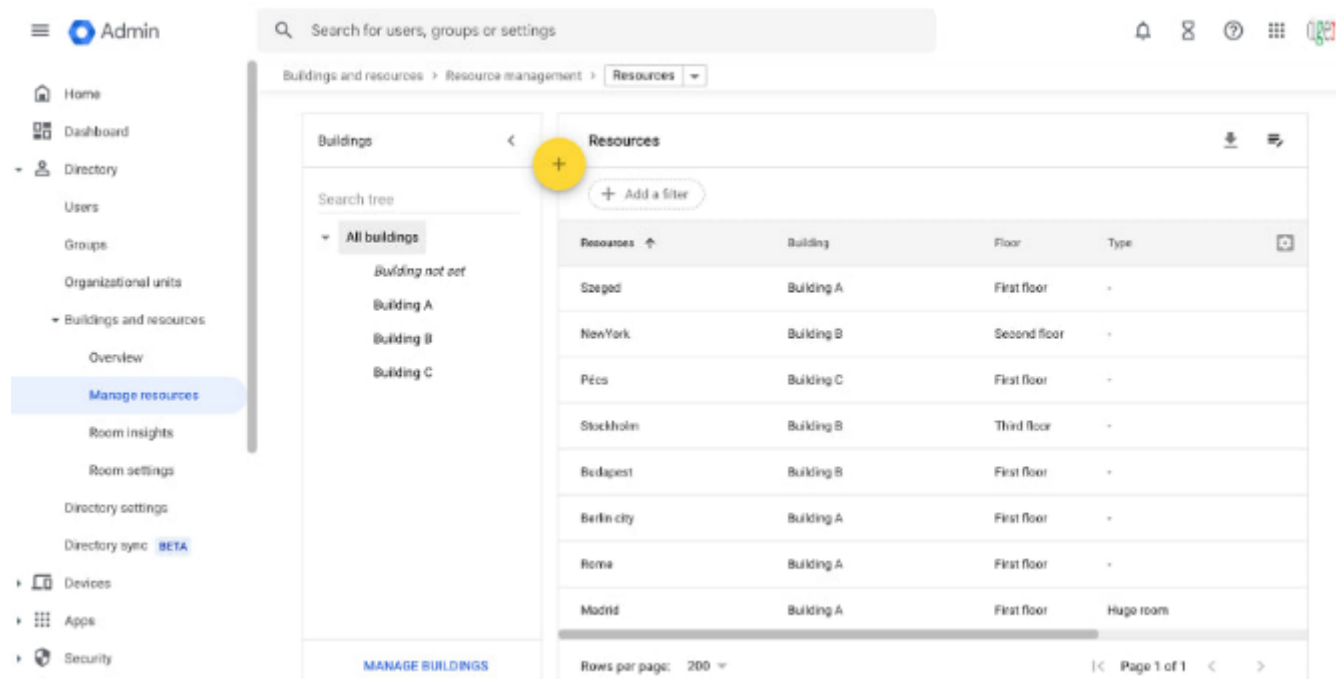 Admin
Search for users, groups or settings
Buildings and resources > Resource management > Resources
Home
Dashboard
Directory
Users
Groups
Organizational units
Buildings and resources
Overview
Manage resources
Room insights
Room settings
Directory settings
Directory sync BETA
Devices
Apps
Security
Buildings
Search tree
All buildings
Building not set
Building A
Building B
Building C
MANAGE BUILDINGS
Resources
+ Add a filter
Resources Building Floor Type
Szeged Building A First floor -
NewYork Building B Second floor -
Pécs Building C First floor -
Stockholm Building B Third floor -
Budapest Building B First floor -
Berlin city Building A First floor -
Rome Building A First floor -
Madrid Building A First floor Huge room
Rows per page: 200 Page 1 of 1